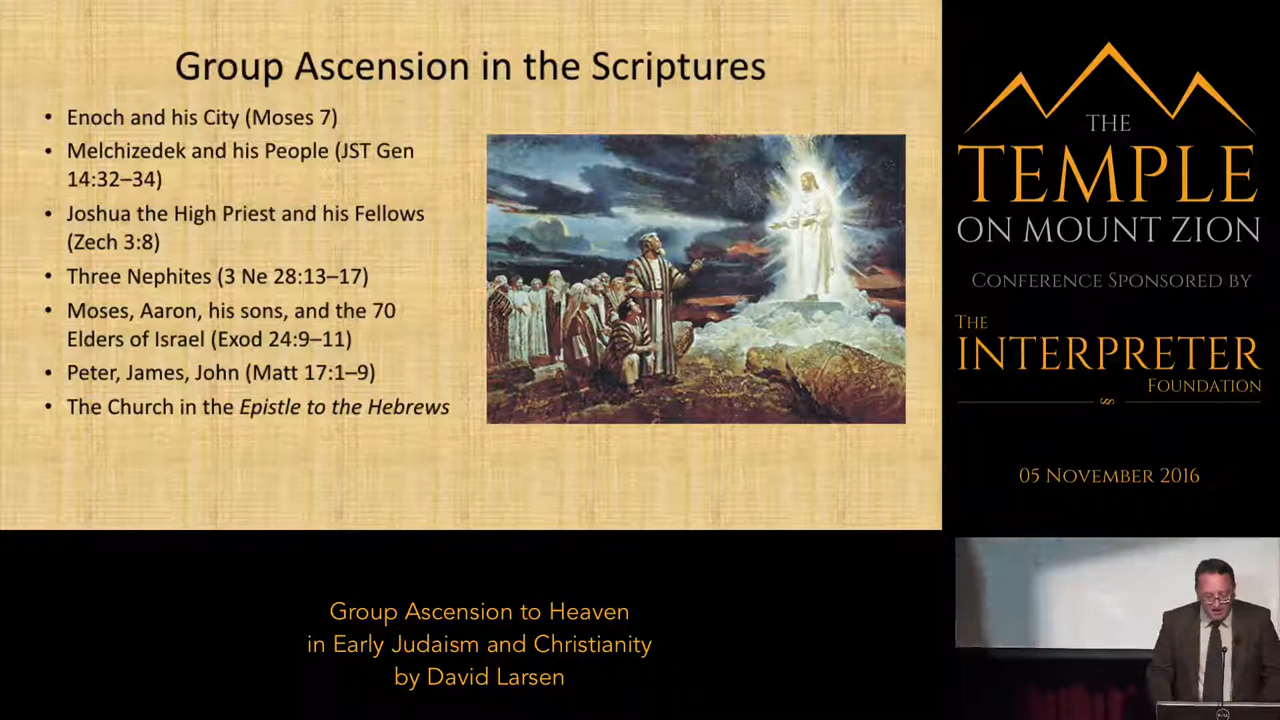 Group Ascension in the Scriptures
• Enoch and his City (Moses 7)
• Melchizedek and his People (JST Gen
14:32–34)
• Joshua the High Priest and his Fellows
(Zech 3:8)
• Three Nephites (3 Ne 28:13–17)
• Moses, Aaron, his sons, and the 70
Elders of Israel (Exod 24:9–11)
• Peter, James, John (Matt 17:1–9)
• The Church in the Epistle to the Hebrews
THE
TEMPLE
ON MOUNT ZION
CONFERENCE SPONSORED BY
THE
INTERPRETER
FOUNDATION
05 NOVEMBER 2016
Group Ascension to Heaven
in Early Judaism and Christianity
by David Larsen